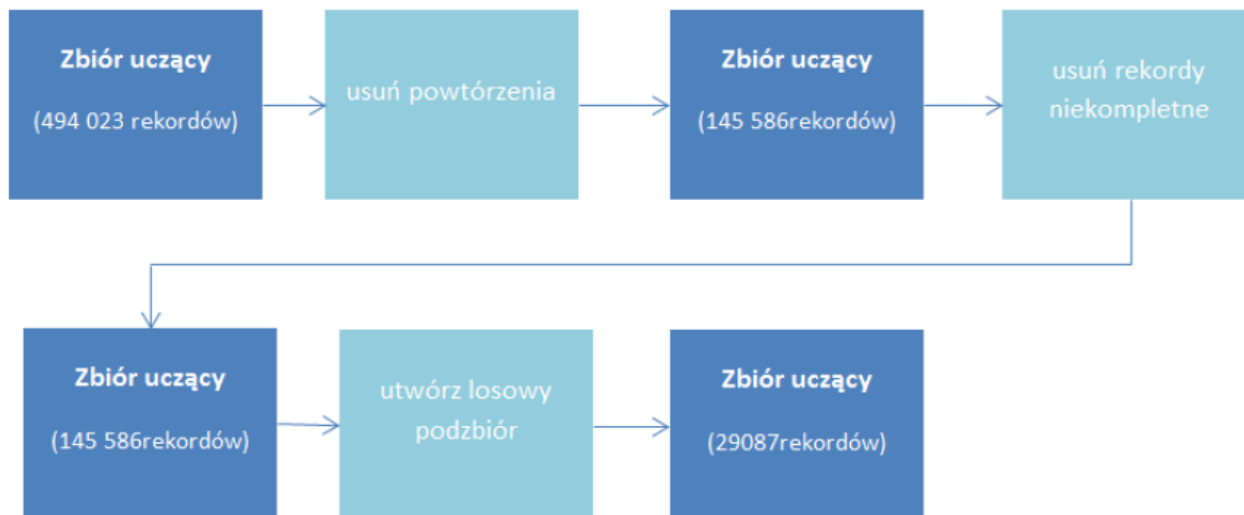 Zbiór uczący
(494 023 rekordów)
usuń powtórzenia
Zbiór uczący
(145 586rekordów)
usuń rekordy
niekompletne
Zbiór uczący
(145 586rekordów)
utwórz losowy
podzbiór
Zbiór uczący
(29087rekordów)